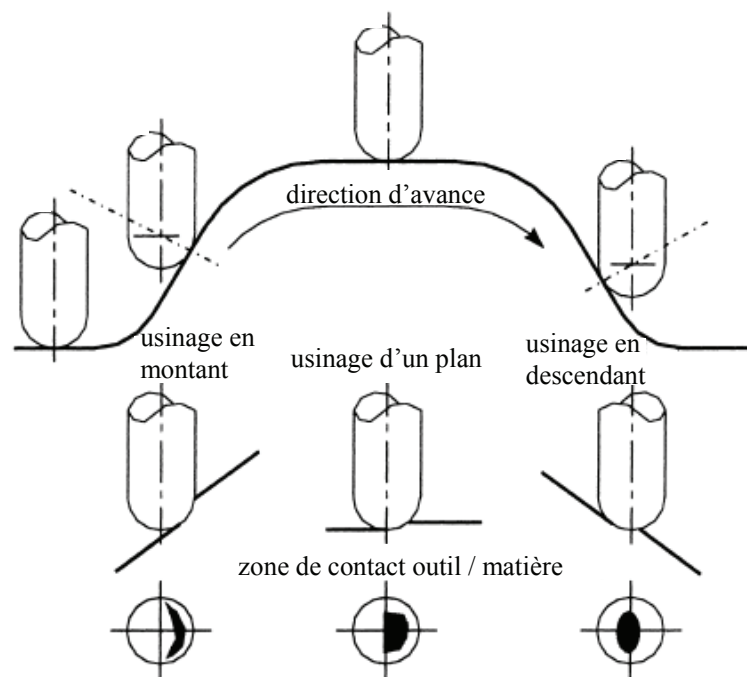 direction d’avance
usinage en
montant
usinage d’un plan
usinage en
descendant
zone de contact outil / matière